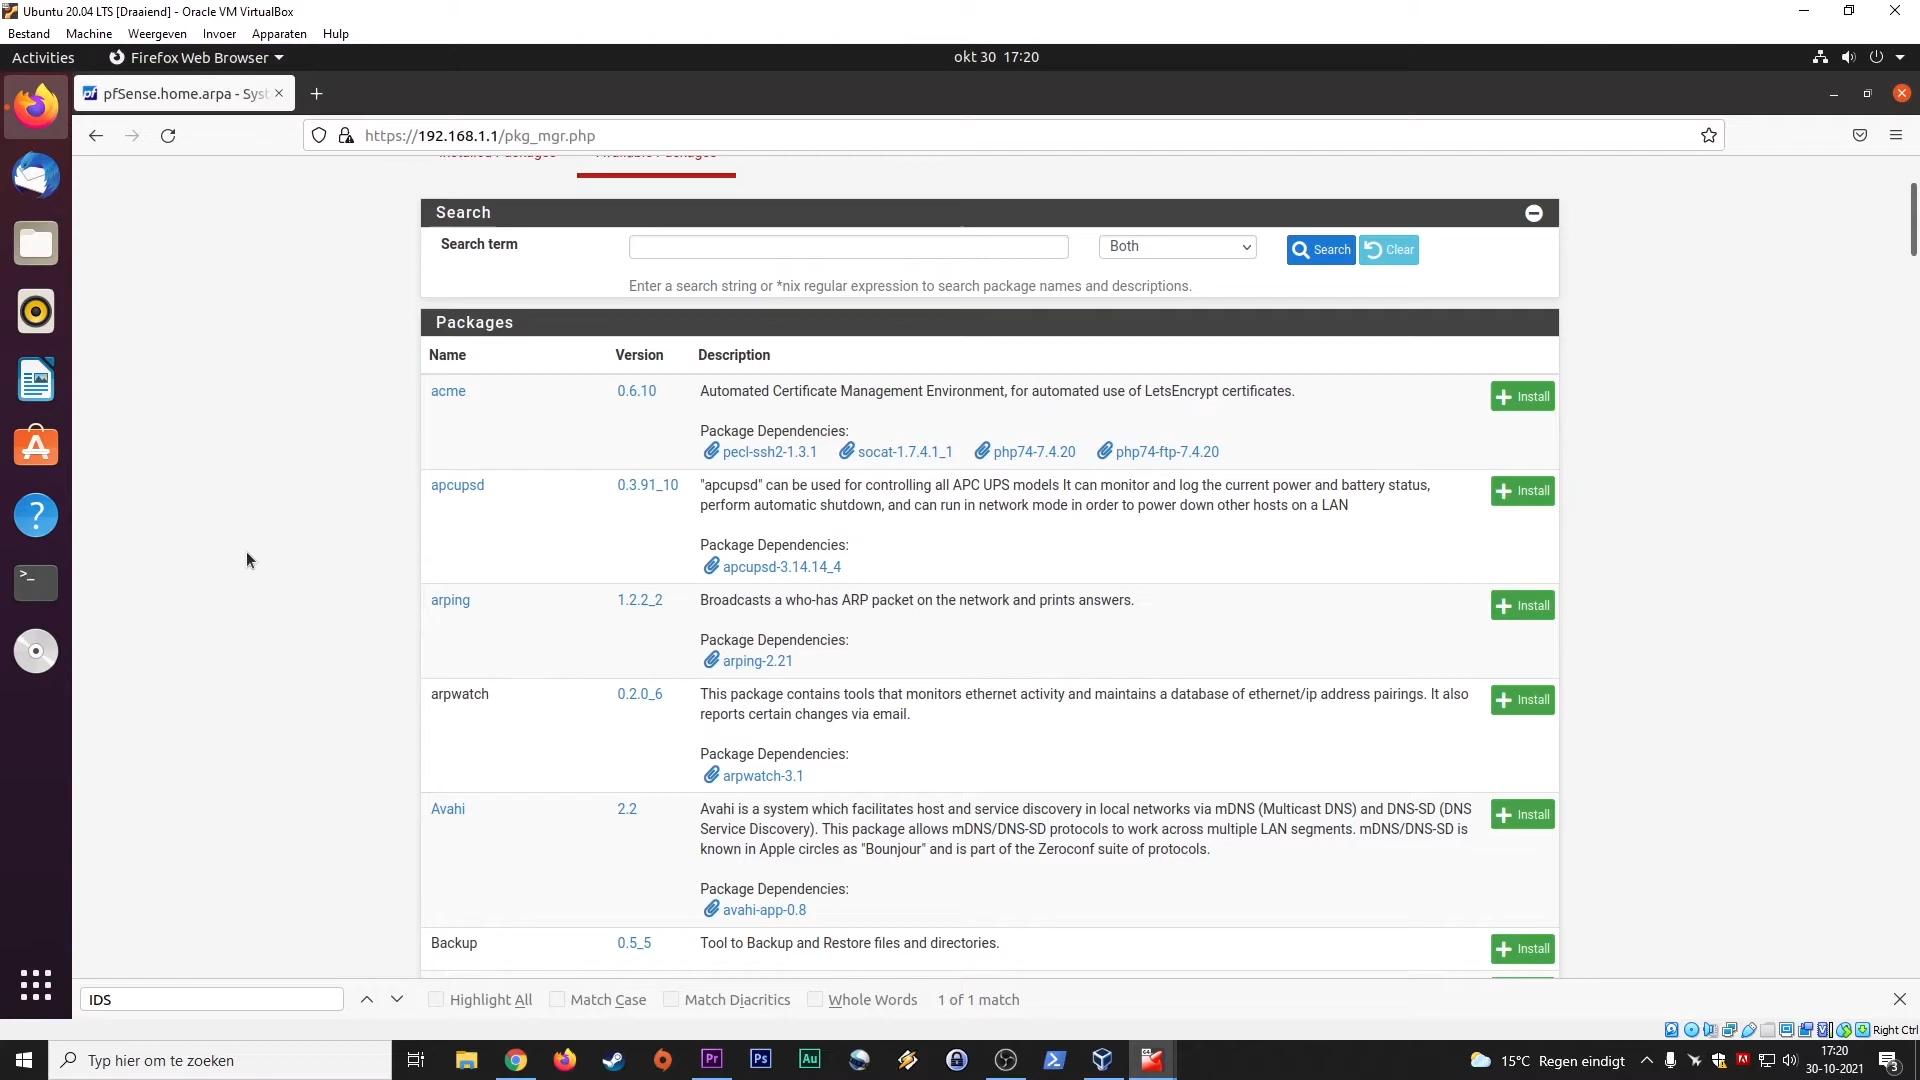 Ubuntu 20.04 LTS [Draaiend] - Oracle VM VirtualBox
Bestand Machine Weergeven Invoer Apparaten Hulp
Activities Firefox Web Browser okt 30 17:20
pfSense.home.arpa - Syst
https://192.168.1.1/pkg_mgr.php
Installed Packages Available Packages
Search
Search term Both Search Clear
Enter a search string or *nix regular expression to search package names and descriptions.
Packages
Name Version Description
acme 0.6.10 Automated Certificate Management Environment, for automated use of LetsEncrypt certificates. Install
Package Dependencies:
pecl-ssh2-1.3.1 socat-1.7.4.1_1 php74-7.4.20 php74-ftp-7.4.20
apcupsd 0.3.91_10 "apcupsd" can be used for controlling all APC UPS models It can monitor and log the current power and battery status, Install
perform automatic shutdown, and can run in network mode in order to power down other hosts on a LAN
Package Dependencies:
apcupsd-3.14.14_4
arping 1.2.2_2 Broadcasts a who-has ARP packet on the network and prints answers. Install
Package Dependencies:
arping-2.21
arpwatch 0.2.0_6 This package contains tools that monitors ethernet activity and maintains a database of ethernet/ip address pairings. It also Install
reports certain changes via email.
Package Dependencies:
arpwatch-3.1
Avahi 2.2 Avahi is a system which facilitates host and service discovery in local networks via mDNS (Multicast DNS) and DNS-SD (DNS Install
Service Discovery). This package allows mDNS/DNS-SD protocols to work across multiple LAN segments. mDNS/DNS-SD is
known in Apple circles as "Bounjour" and is part of the Zeroconf suite of protocols.
Package Dependencies:
avahi-app-0.8
Backup 0.5_5 Tool to Backup and Restore files and directories. Install
IDS Highlight All Match Case Match Diacritics Whole Words 1 of 1 match
Right Ctrl
Typ hier om te zoeken Pr Ps Au 15°C Regen eindigt 17:20
30-10-2021 3